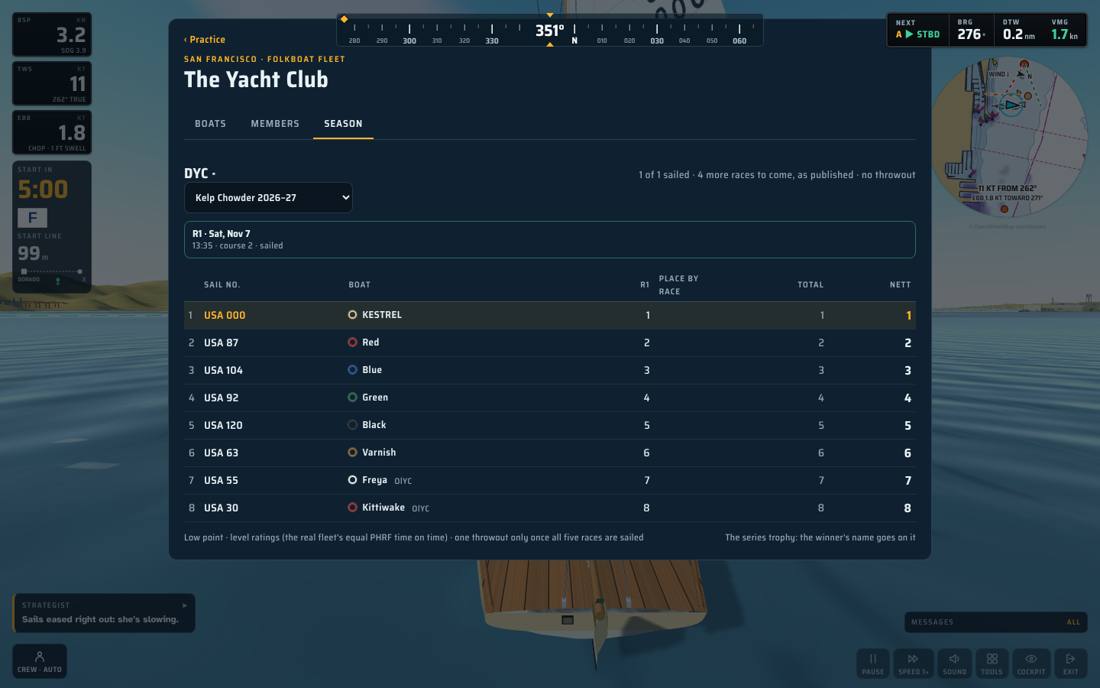 BSP KN
3.2
SOG 3.9
TWS KT
11
262° TRUE
EBB KT
1.8
CHOP · 1 FT SWELL
START IN
5:00
F
START LINE
99 m
280 290 300 310 320 330 351° N 010 020 030 040 050 060
NEXT BRG DTW VMG
A ▶ STBD 276° 0.2 nm 1.7 kn
WIND N
11 KT FROM 262°
‹ Practice
SAN FRANCISCO · FOLKBOAT FLEET
The Yacht Club
BOATS MEMBERS SEASON
DYC ·
Kelp Chowder 2026–27
1 of 1 sailed · 4 more races to come, as published · no throwout
R1 · Sat, Nov 7
13:35 · course 2 · sailed
SAIL NO. BOAT R1 PLACE BY RACE TOTAL NETT
1 USA 000 KESTREL 1 1 1
2 USA 87 Red 2 2 2
3 USA 104 Blue 3 3 3
4 USA 92 Green 4 4 4
5 USA 120 Black 5 5 5
6 USA 63 Varnish 6 6 6
7 USA 55 Freya OIYC 7 7 7
8 USA 30 Kittiwake OIYC 8 8 8
Low point · level ratings (the real fleet's equal PHRF time on time) · one throwout only once all five races are sailed
The series trophy: the winner's name goes on it
STRATEGIST ▸
Sails eased right out: she's slowing.
CREW · AUTO
MESSAGES ALL
PAUSE SPEED 1× SOUND TOOLS COCKPIT EXIT